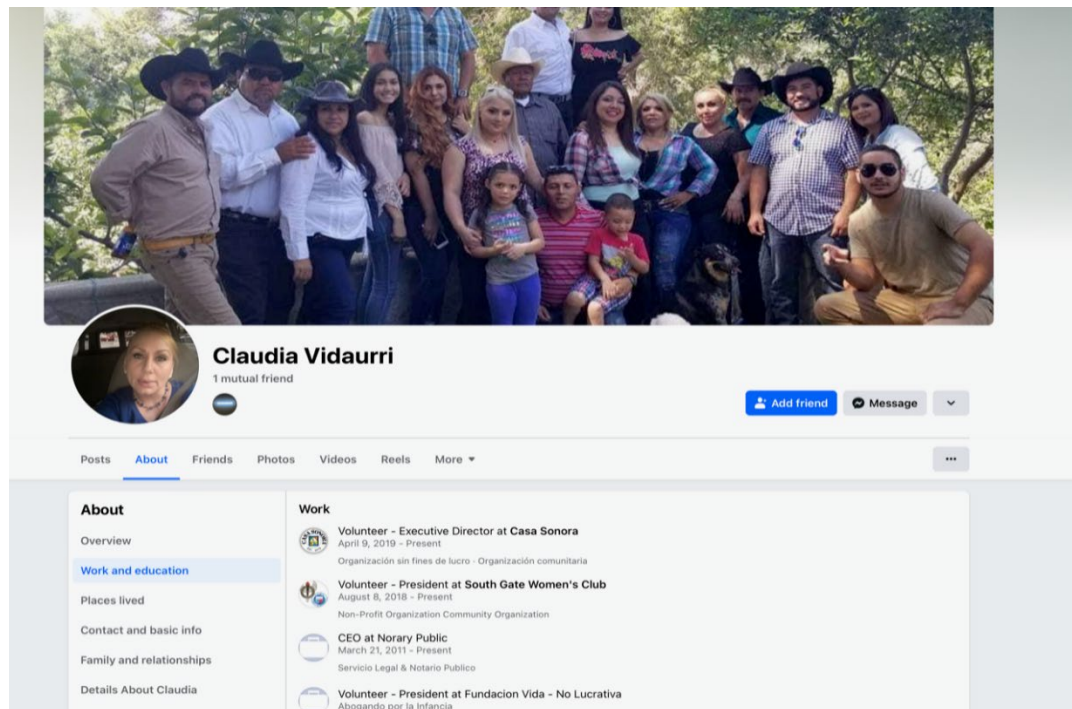 Claudia Vidaurri
1 mutual friend
Add friend
Message
Posts
About
Friends
Photos
Videos
Reels
More
About
Overview
Work and education
Places lived
Contact and basic info
Family and relationships
Details About Claudia
Work
Volunteer - Executive Director at Casa Sonora
April 9, 2019 - Present
Organización sin fines de lucro · Organización comunitaria
Volunteer - President at South Gate Women's Club
August 8, 2018 - Present
Non-Profit Organization Community Organization
CEO at Norary Public
March 21, 2011 - Present
Servicio Legal & Notario Publico
Volunteer - President at Fundacion Vida - No Lucrativa
Abogando por la Infancia